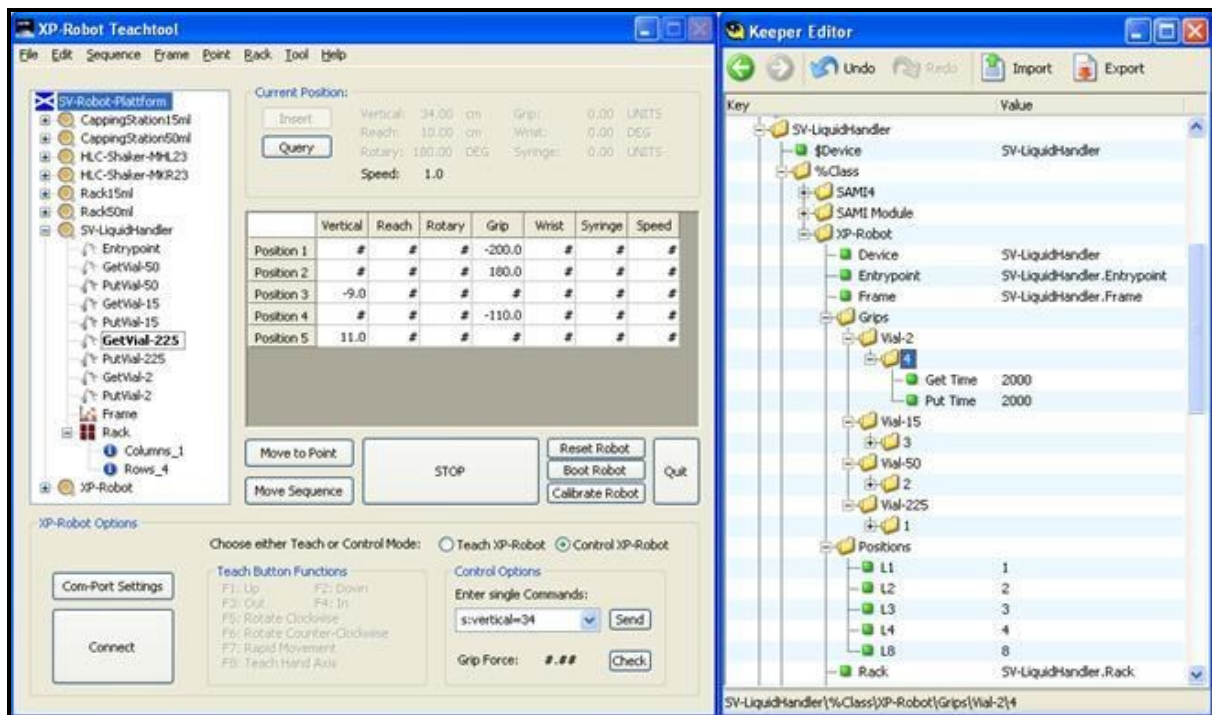 XP-Robot Teachtool
File Edit Sequence Frame Point Rack Tool Help
SV-Robot-Plattform
CappingStation15ml
CappingStation50ml
HLC-Shaker-MHL23
HLC-Shaker-MKR23
Rack15ml
Rack50ml
SV-LiquidHandler
Entrypoint
GetVial-50
PutVial-50
GetVial-15
PutVial-15
GetVial-225
PutVial-225
GetVial-2
PutVial-2
Frame
Rack
Columns_1
Rows_4
XP-Robot
Current Position:
Insert
Query
Vertical: 34.00 cm Grip: 0.00 UNITS
Reach: 10.00 cm Wrist: 0.00 DEG
Rotary: 180.00 DEG Syringe: 0.00 UNITS
Speed: 1.0
Vertical Reach Rotary Grip Wrist Syringe Speed
Position 1 # # # -200.0 # # #
Position 2 # # # 180.0 # # #
Position 3 -9.0 # # # # # #
Position 4 # # # -110.0 # # #
Position 5 11.0 # # # # # #
Move to Point
Move Sequence
STOP
Reset Robot
Boot Robot
Calibrate Robot
Quit
XP-Robot Options
Choose either Teach or Control Mode: Teach XP-Robot Control XP-Robot
Com-Port Settings
Connect
Teach Button Functions
F1: Up F2: Down
F3: Out F4: In
F5: Rotate Clockwise
F6: Rotate Counter-Clockwise
F7: Rapid Movement
F8: Teach Hand Axis
Control Options
Enter single Commands:
s:vertical=34 Send
Grip Force: #.## Check
Keeper Editor
Undo Redo Import Export
Key Value
SV-LiquidHandler
$Device SV-LiquidHandler
%Class
SAMI4
SAMI Module
XP-Robot
Device SV-LiquidHandler
Entrypoint SV-LiquidHandler.Entrypoint
Frame SV-LiquidHandler.Frame
Grips
Vial-2
4
Get Time 2000
Put Time 2000
Vial-15
3
Vial-50
2
Vial-225
1
Positions
L1 1
L2 2
L3 3
L4 4
L8 8
Rack SV-LiquidHandler.Rack
SV-LiquidHandler\%Class\XP-Robot\Grips\Vial-2\4